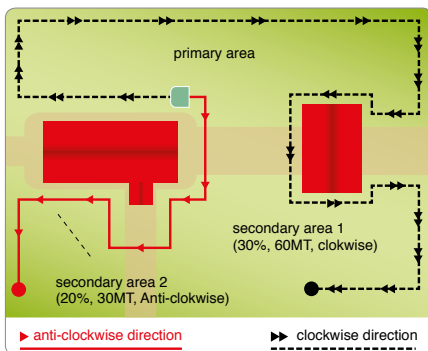 primary area
secondary area 1
(30%, 60MT, clokwise)
secondary area 2
(20%, 30MT, Anti-clokwise)
anti-clockwise direction
clockwise direction